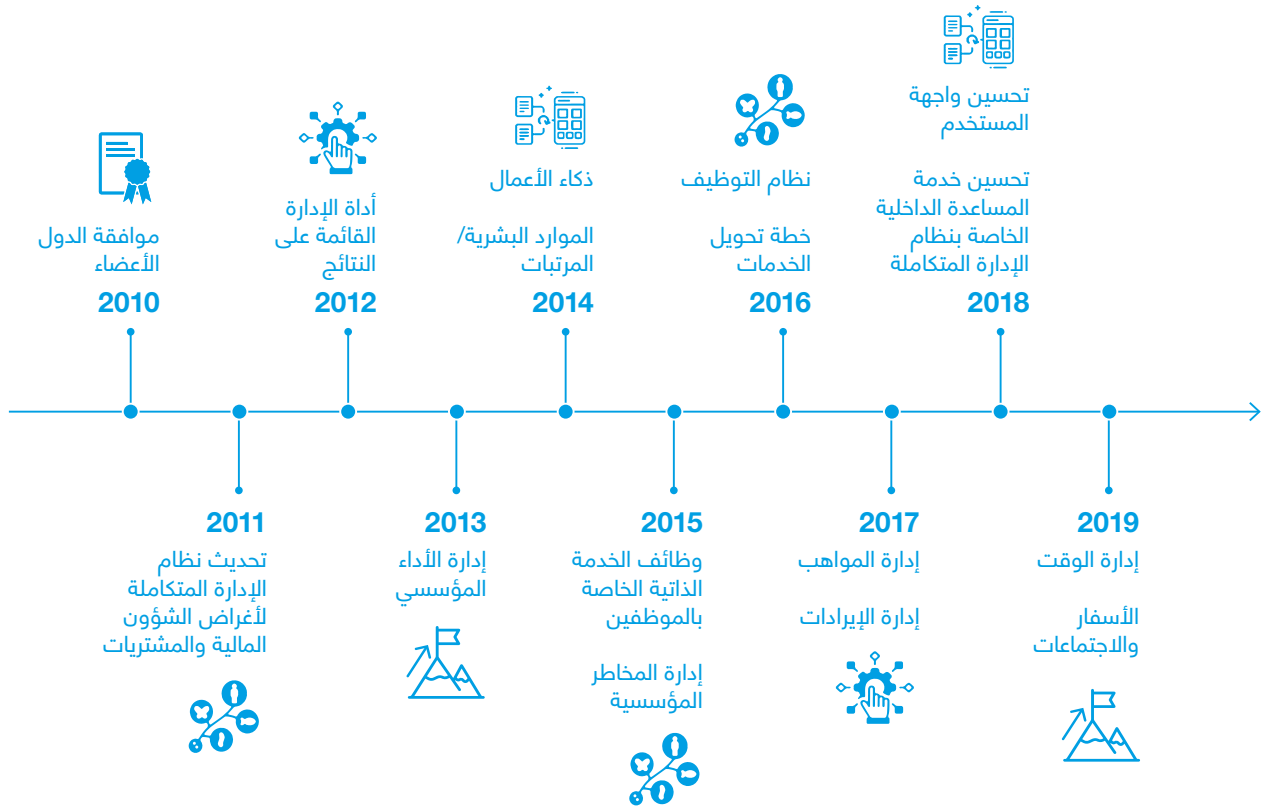 موافقة الدول
الأعضاء
2010
2011
تحديث نظام
الإدارة المتكاملة
لأغراض الشؤون
المالية والمشتريات
أداة الإدارة
القائمة على
النتائج
2012
2013
إدارة الأداء
المؤسسي
ذكاء الأعمال
الموارد البشرية/
المرتبات
2014
2015
وظائف الخدمة
الذاتية الخاصة
بالموظفين
إدارة المخاطر
المؤسسية
نظام التوظيف
خطة تحويل
الخدمات
2016
2017
إدارة المواهب
إدارة الإيرادات
تحسين واجهة
المستخدم
تحسين خدمة
المساعدة الداخلية
الخاصة بنظام
الإدارة المتكاملة
2018
2019
إدارة الوقت
الأسفار
والاجتماعات